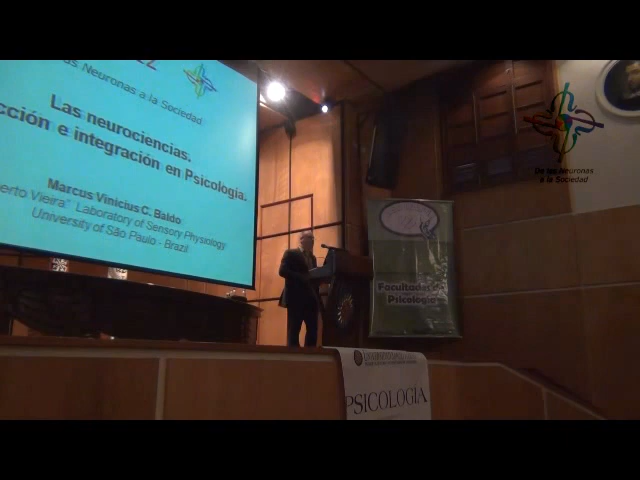 Neuronas a la Sociedad
Las neurociencias.
cción e integración en Psicología.
Marcus Vinicius C. Baldo
erto Vieira" Laboratory of Sensory Physiology
University of São Paulo - Brazil
De las Neuronas
a la Sociedad
Facultad de
Psicología
PSICOLOGÍA